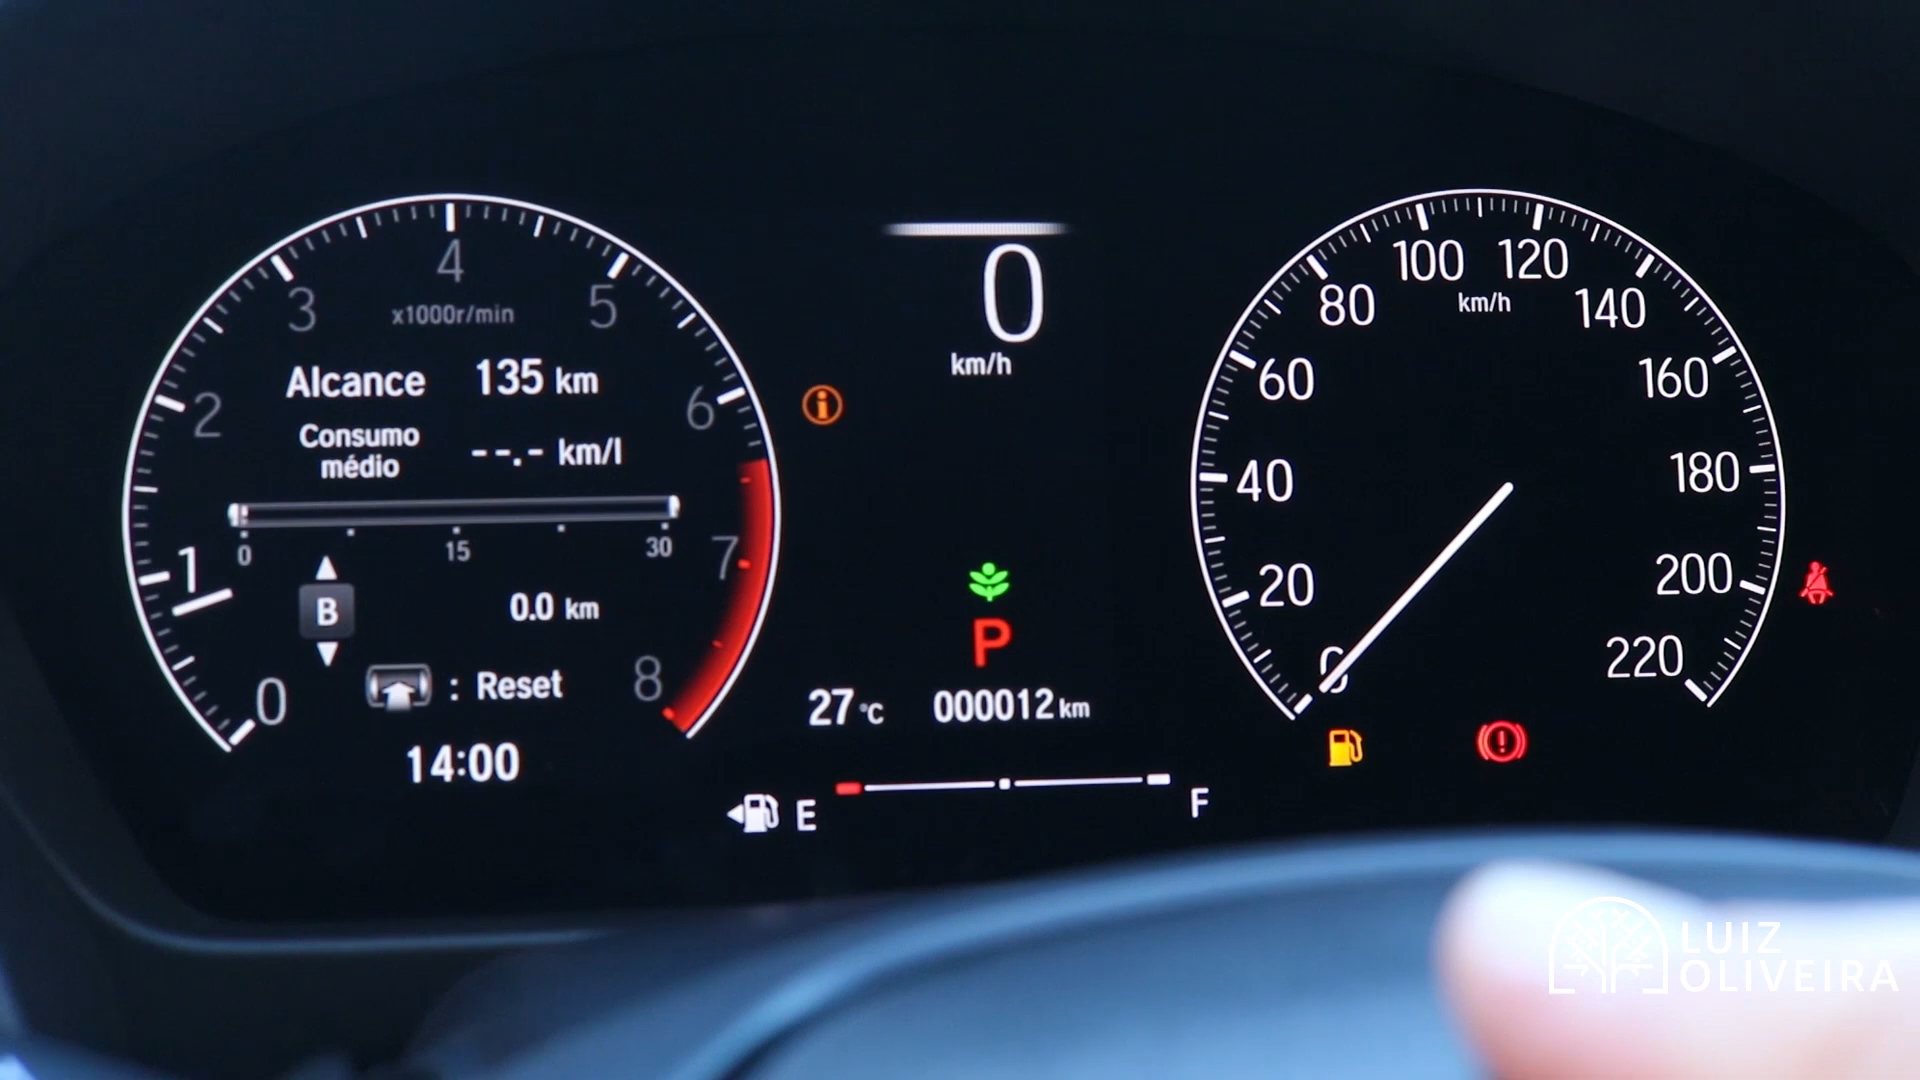 0
1
2
3
4
5
6
7
8
x1000r/min
Alcance 135 km
Consumo médio --.- km/l
0 15 30
B 0.0 km
: Reset
14:00
0
km/h
P
27 °C 000012 km
E F
0
20
40
60
80
100
120
140
160
180
200
220
km/h
LUIZ
OLIVEIRA